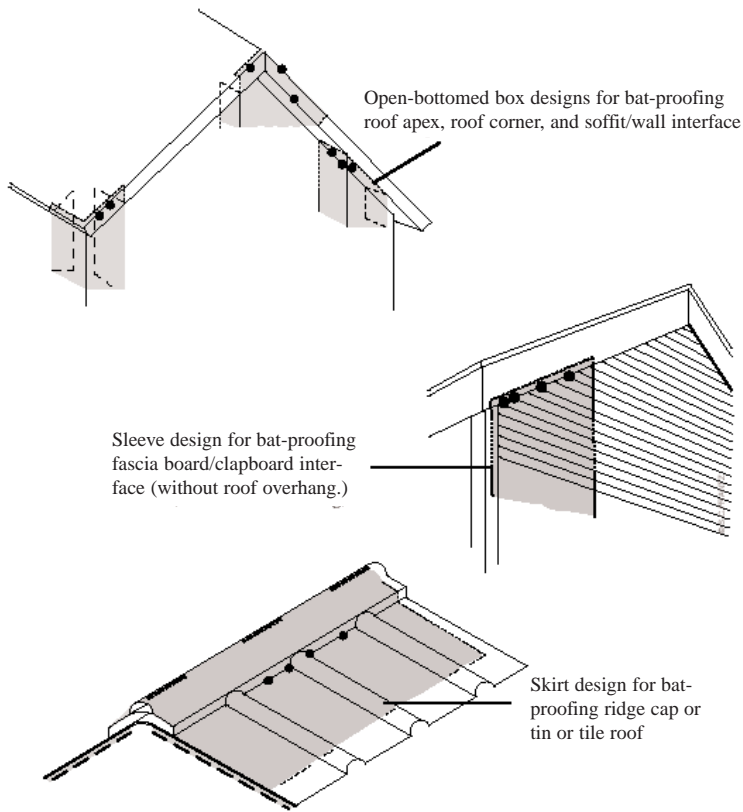 Open-bottomed box designs for bat-proofing
roof apex, roof corner, and soffit/wall interface
Sleeve design for bat-proofing
fascia board/clapboard inter-
face (without roof overhang.)
Skirt design for bat-
proofing ridge cap or
tin or tile roof